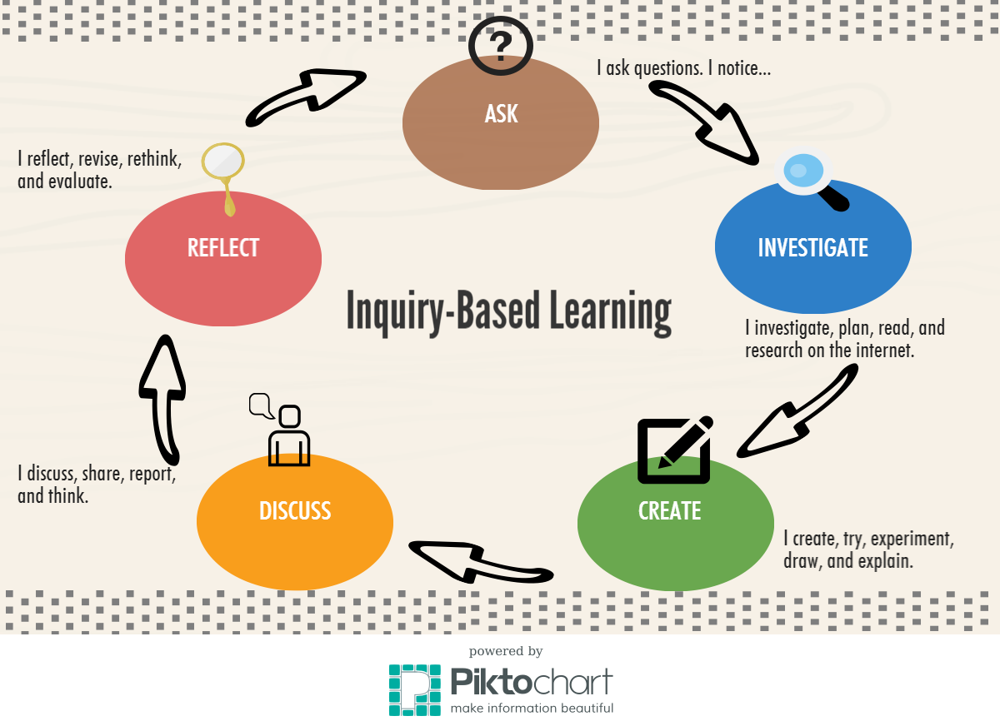 ?
ASK
I ask questions. I notice...
INVESTIGATE
I investigate, plan, read, and
research on the internet.
CREATE
I create, try, experiment,
draw, and explain.
DISCUSS
I discuss, share, report,
and think.
REFLECT
I reflect, revise, rethink,
and evaluate.
Inquiry-Based Learning
powered by
Piktochart
make information beautiful